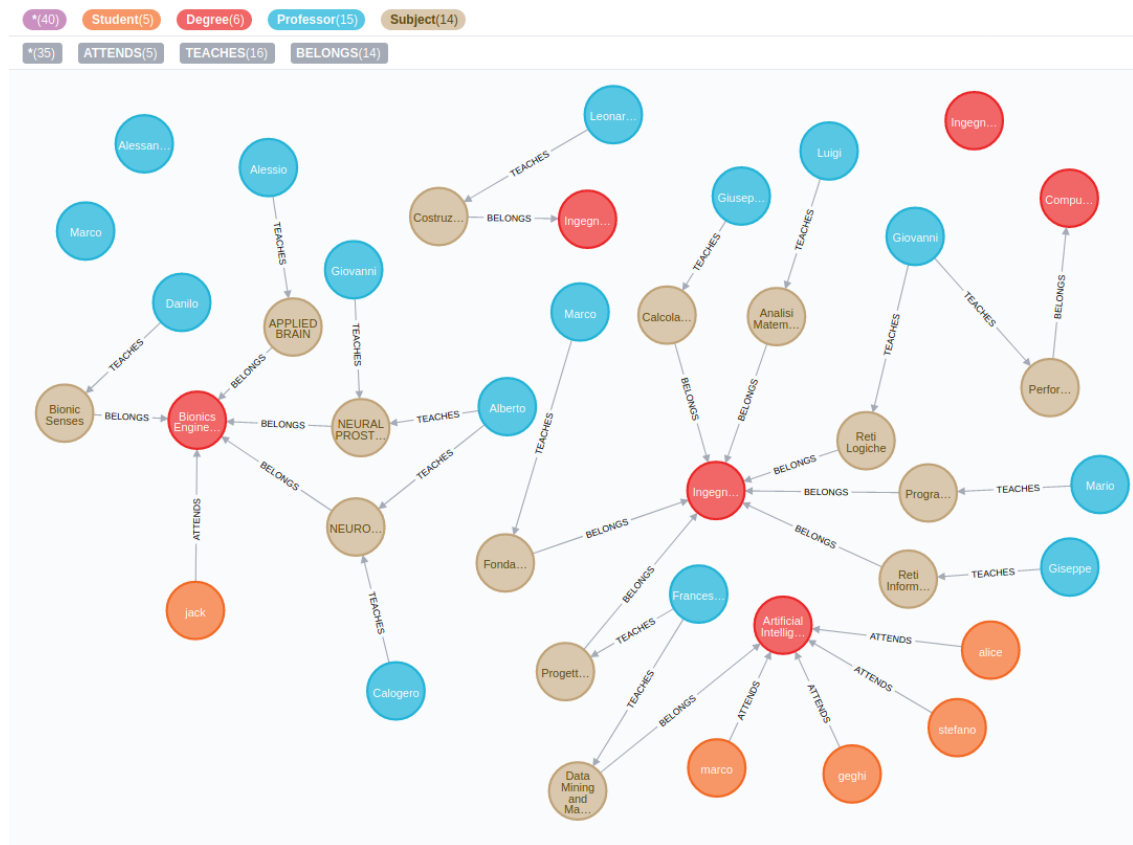 *(40) Student(5) Degree(6) Professor(15) Subject(14)
*(35) ATTENDS(5) TEACHES(16) BELONGS(14)
Leonar…
Ingegn…
Alessan…
Luigi
TEACHES
Alessio
Giusep…
Compu…
Costruz…
BELONGS
Ingegn…
Marco
TEACHES
TEACHES
TEACHES
Giovanni
Giovanni
Danilo
TEACHES
BELONGS
Marco
Calcola…
Analisi
Matem…
APPLIED
BRAIN
TEACHES
TEACHES
TEACHES
BELONGS
BELONGS
BELONGS
Perfor…
Bionic
Senses
BELONGS
Bionics
Engine…
BELONGS
NEURAL
PROST…
TEACHES
Alberto
TEACHES
Reti
Logiche
BELONGS
TEACHES
BELONGS
Ingegn…
BELONGS
Progra…
TEACHES
Mario
ATTENDS
NEURO…
BELONGS
BELONGS
Fonda…
Reti
Inform…
TEACHES
Giseppe
BELONGS
Frances…
jack
TEACHES
TEACHES
Artificial
Intellig…
ATTENDS
alice
Progett…
TEACHES
ATTENDS
Calogero
BELONGS
ATTENDS
ATTENDS
stefano
marco
geghi
Data
Mining
and
Ma…